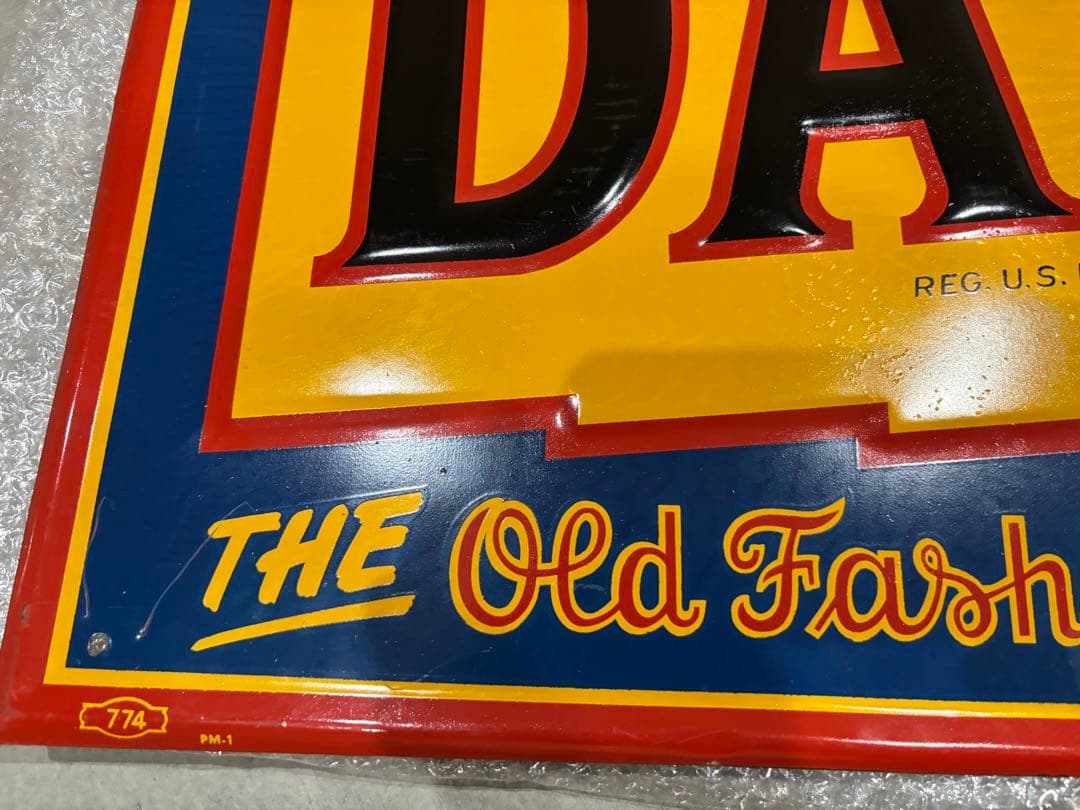 DA
REG. U.S.
THE Old Fash
774
PM-1